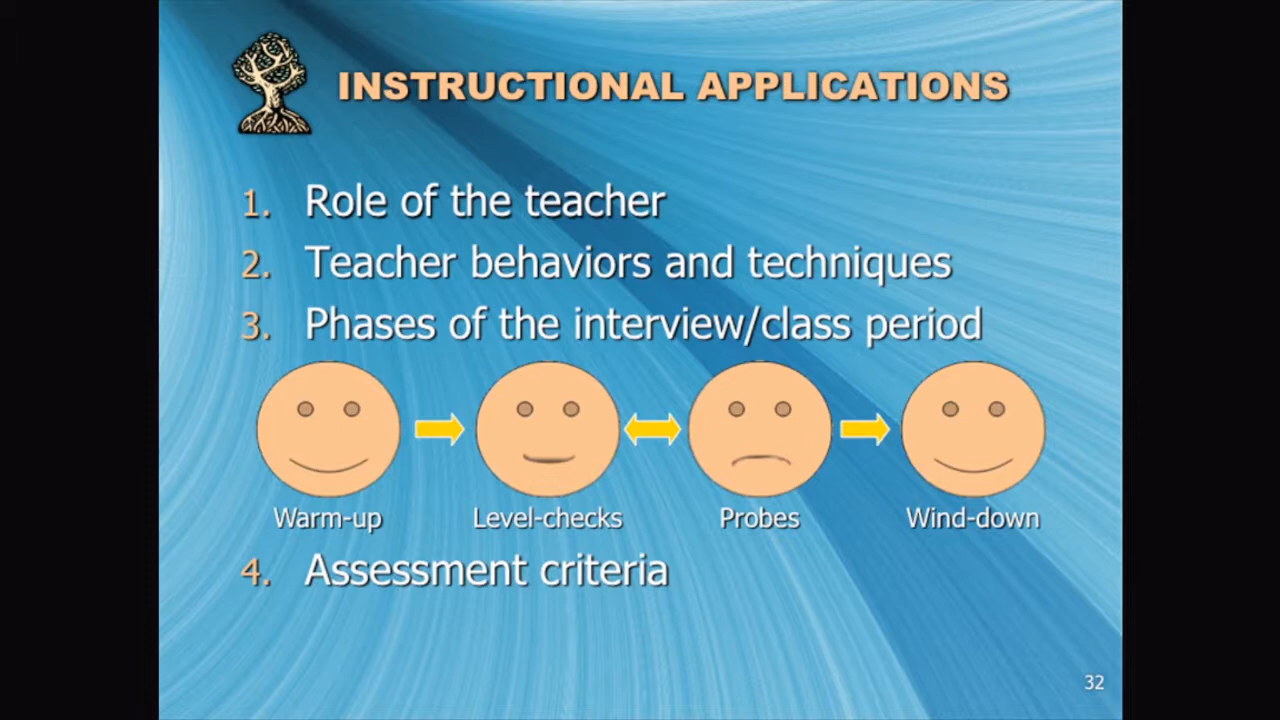 INSTRUCTIONAL APPLICATIONS
1. Role of the teacher
2. Teacher behaviors and techniques
3. Phases of the interview/class period
Warm-up Level-checks Probes Wind-down
4. Assessment criteria
32